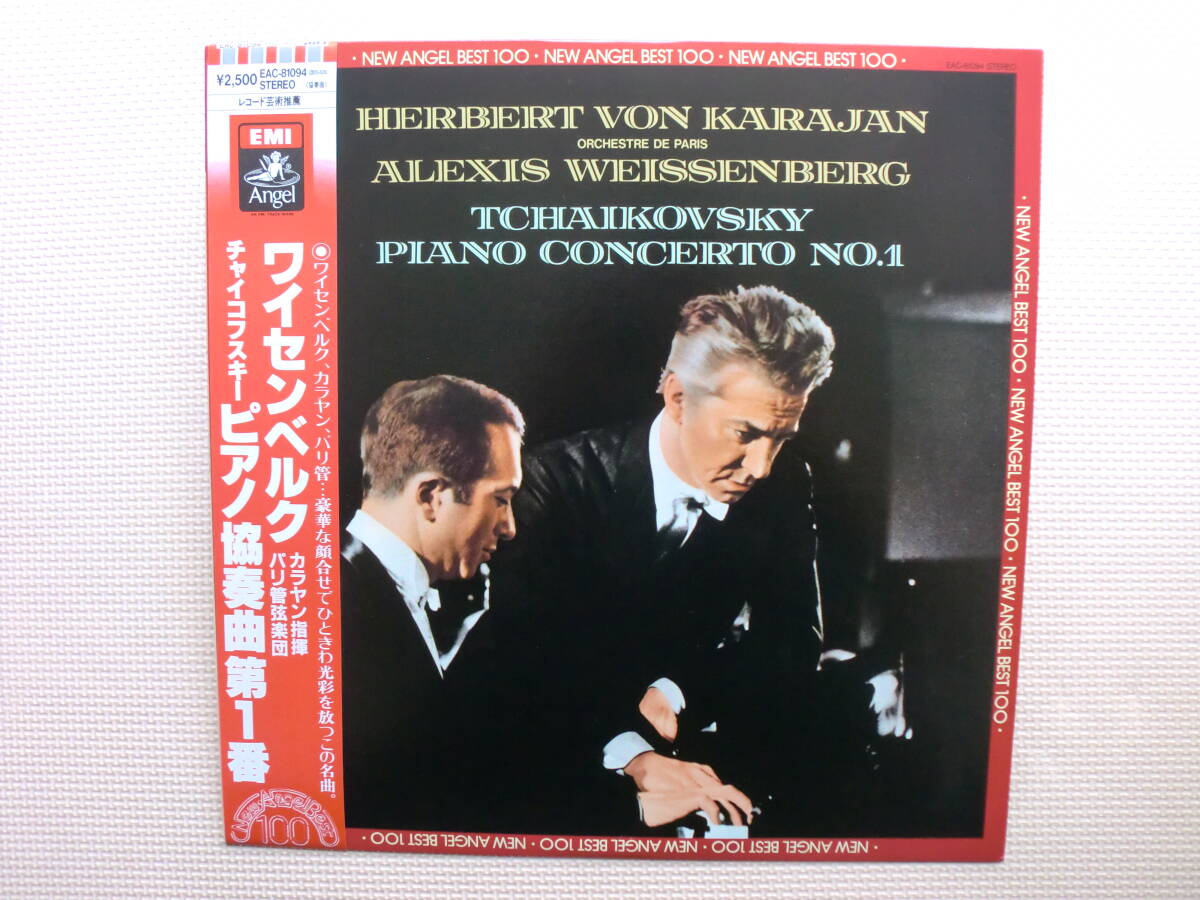 ¥2,500 EAC-81094
STEREO
レコード芸術推薦
EMI
Angel
ワイセンベルク
チャイコフスキー
ピアノ協奏曲第1番
カラヤン指揮
パリ管弦楽団
●ワイセンベルク、カラヤン、パリ管…豪華な顔合せでひときわ光彩を放つこの名曲。
New Angel Best
100
· NEW ANGEL BEST 100 · NEW ANGEL BEST 100 · NEW ANGEL BEST 100 ·
EAC-81094 STEREO
HERBERT VON KARAJAN
ORCHESTRE DE PARIS
ALEXIS WEISSENBERG
TCHAIKOVSKY
PIANO CONCERTO NO.1
· NEW ANGEL BEST 100 · NEW ANGEL BEST 100 · NEW ANGEL BEST 100 ·
· NEW ANGEL BEST 100 · NEW ANGEL BEST 100 · NEW ANGEL BEST 100 ·